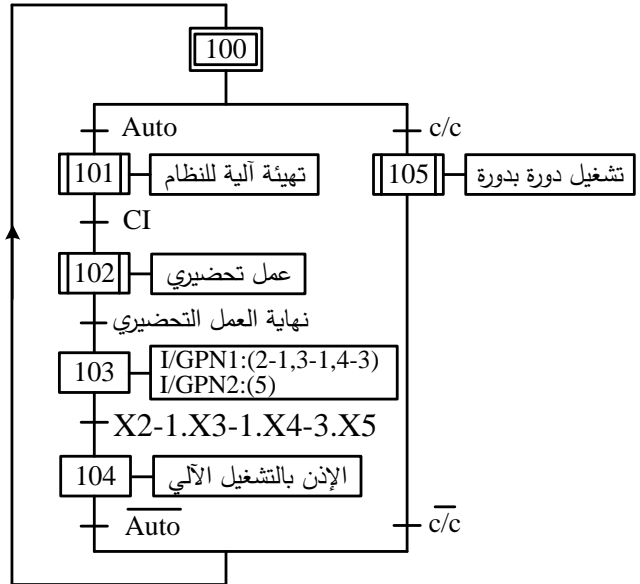 100
Auto
c/c
101
تهيئة آلية للنظام
105
تشغيل دورة بدورة
CI
102
عمل تحضيري
نهاية العمل التحضيري
103
I/GPN1:(2-1,3-1,4-3)
I/GPN2:(5)
X2-1.X3-1.X4-3.X5
104
الإذن بالتشغيل الآلي
A̅u̅t̅o̅
c̅/̅c̅